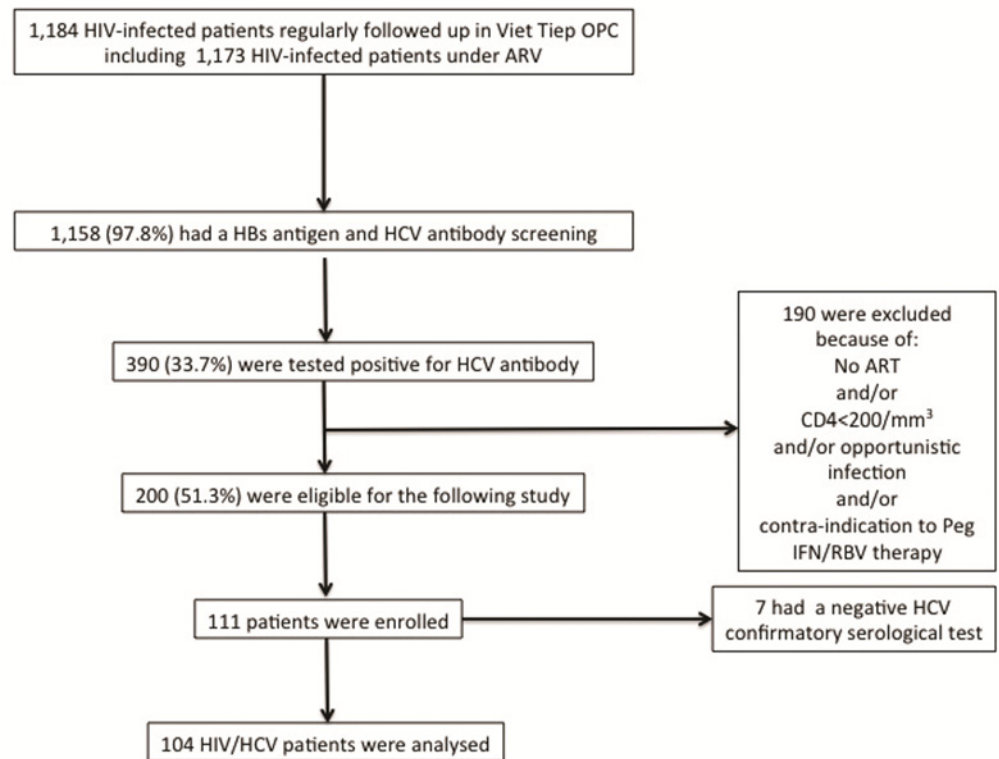 1,184 HIV-infected patients regularly followed up in Viet Tiep OPC
including 1,173 HIV-infected patients under ARV
1,158 (97.8%) had a HBs antigen and HCV antibody screening
390 (33.7%) were tested positive for HCV antibody
190 were excluded
because of:
No ART
and/or
CD4<200/mm³
and/or opportunistic
infection
and/or
contra-indication to Peg
IFN/RBV therapy
200 (51.3%) were eligible for the following study
111 patients were enrolled
7 had a negative HCV
confirmatory serological test
104 HIV/HCV patients were analysed